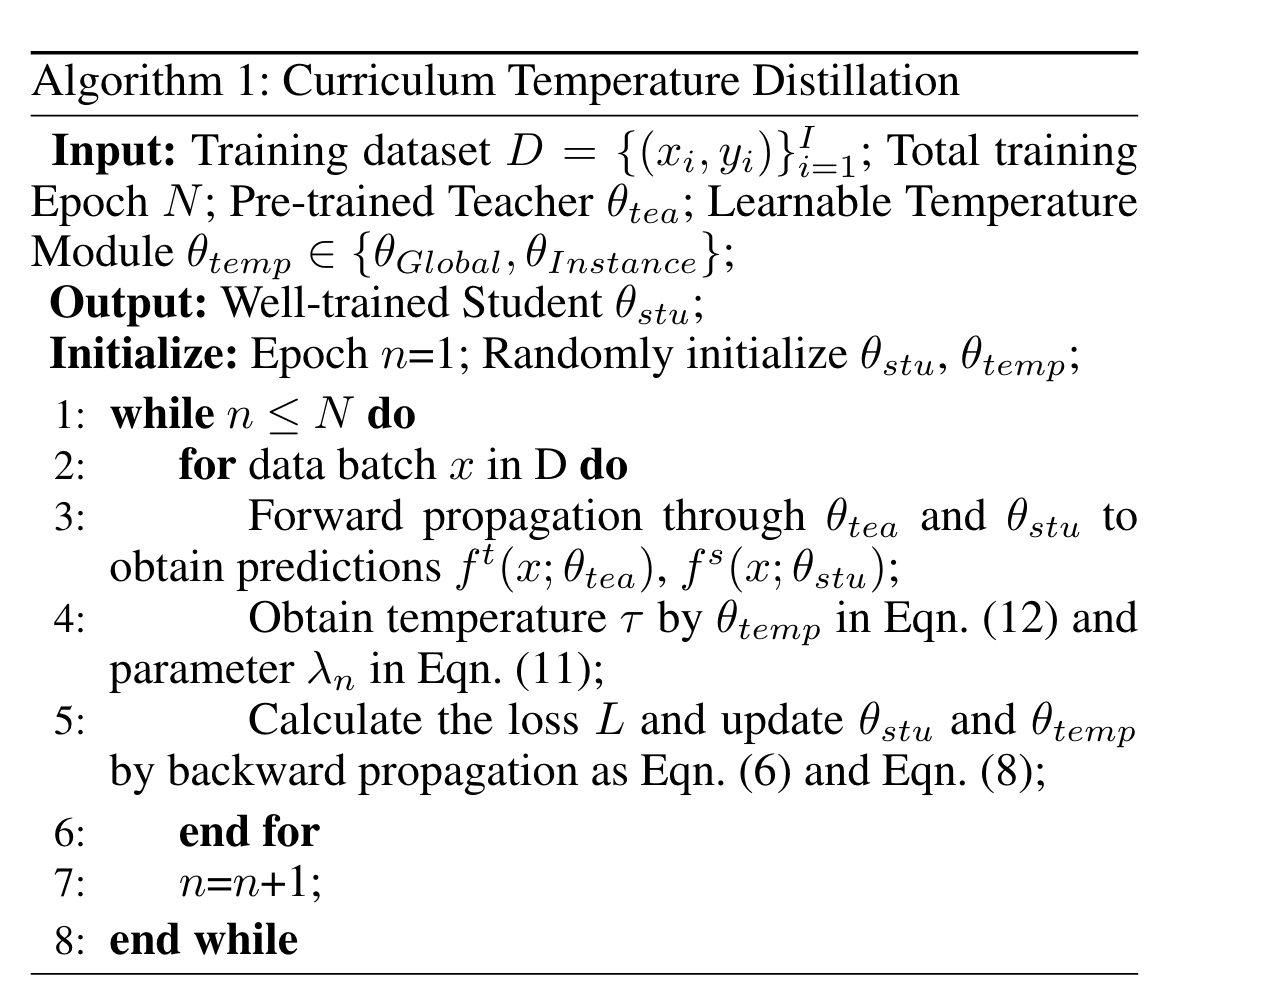 Algorithm 1: Curriculum Temperature Distillation
Input: Training dataset $D = \{(x_i, y_i)\}_{i=1}^{I}$; Total training
Epoch $N$; Pre-trained Teacher $\theta_{tea}$; Learnable Temperature
Module $\theta_{temp} \in \{\theta_{Global}, \theta_{Instance}\}$;
Output: Well-trained Student $\theta_{stu}$;
Initialize: Epoch $n$=1; Randomly initialize $\theta_{stu}$, $\theta_{temp}$;
1: while $n \leq N$ do
2: for data batch $x$ in D do
3: Forward propagation through $\theta_{tea}$ and $\theta_{stu}$ to
obtain predictions $f^t(x; \theta_{tea})$, $f^s(x; \theta_{stu})$;
4: Obtain temperature $\tau$ by $\theta_{temp}$ in Eqn. (12) and
parameter $\lambda_n$ in Eqn. (11);
5: Calculate the loss $L$ and update $\theta_{stu}$ and $\theta_{temp}$
by backward propagation as Eqn. (6) and Eqn. (8);
6: end for
7: $n$=$n$+1;
8: end while